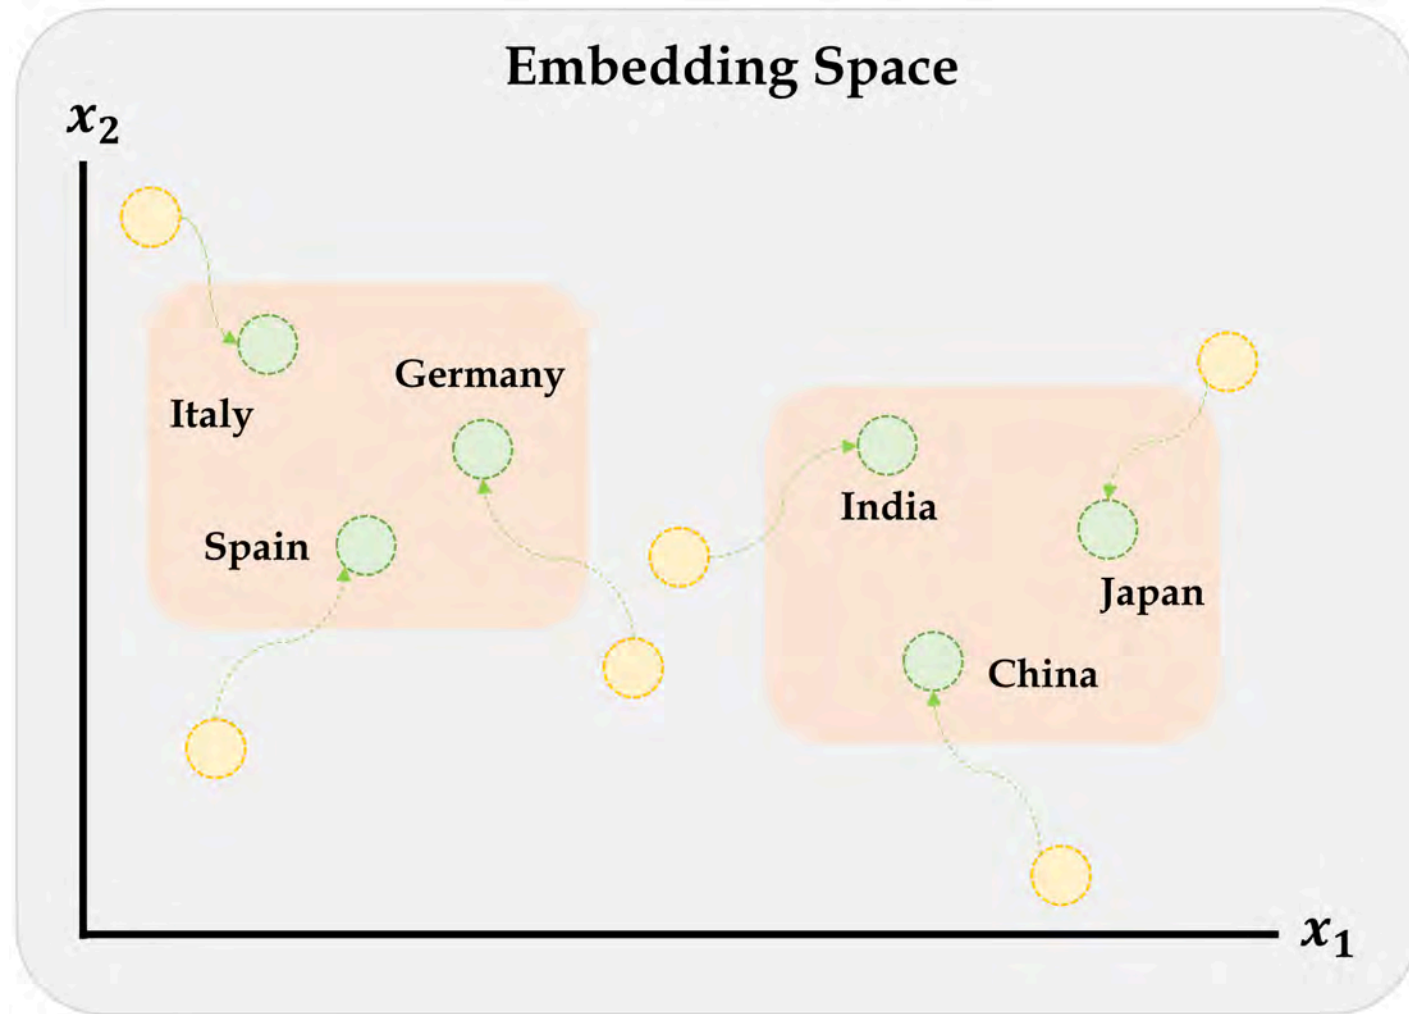 Embedding Space
x₂
Germany
Italy
India
Spain
Japan
China
x₁